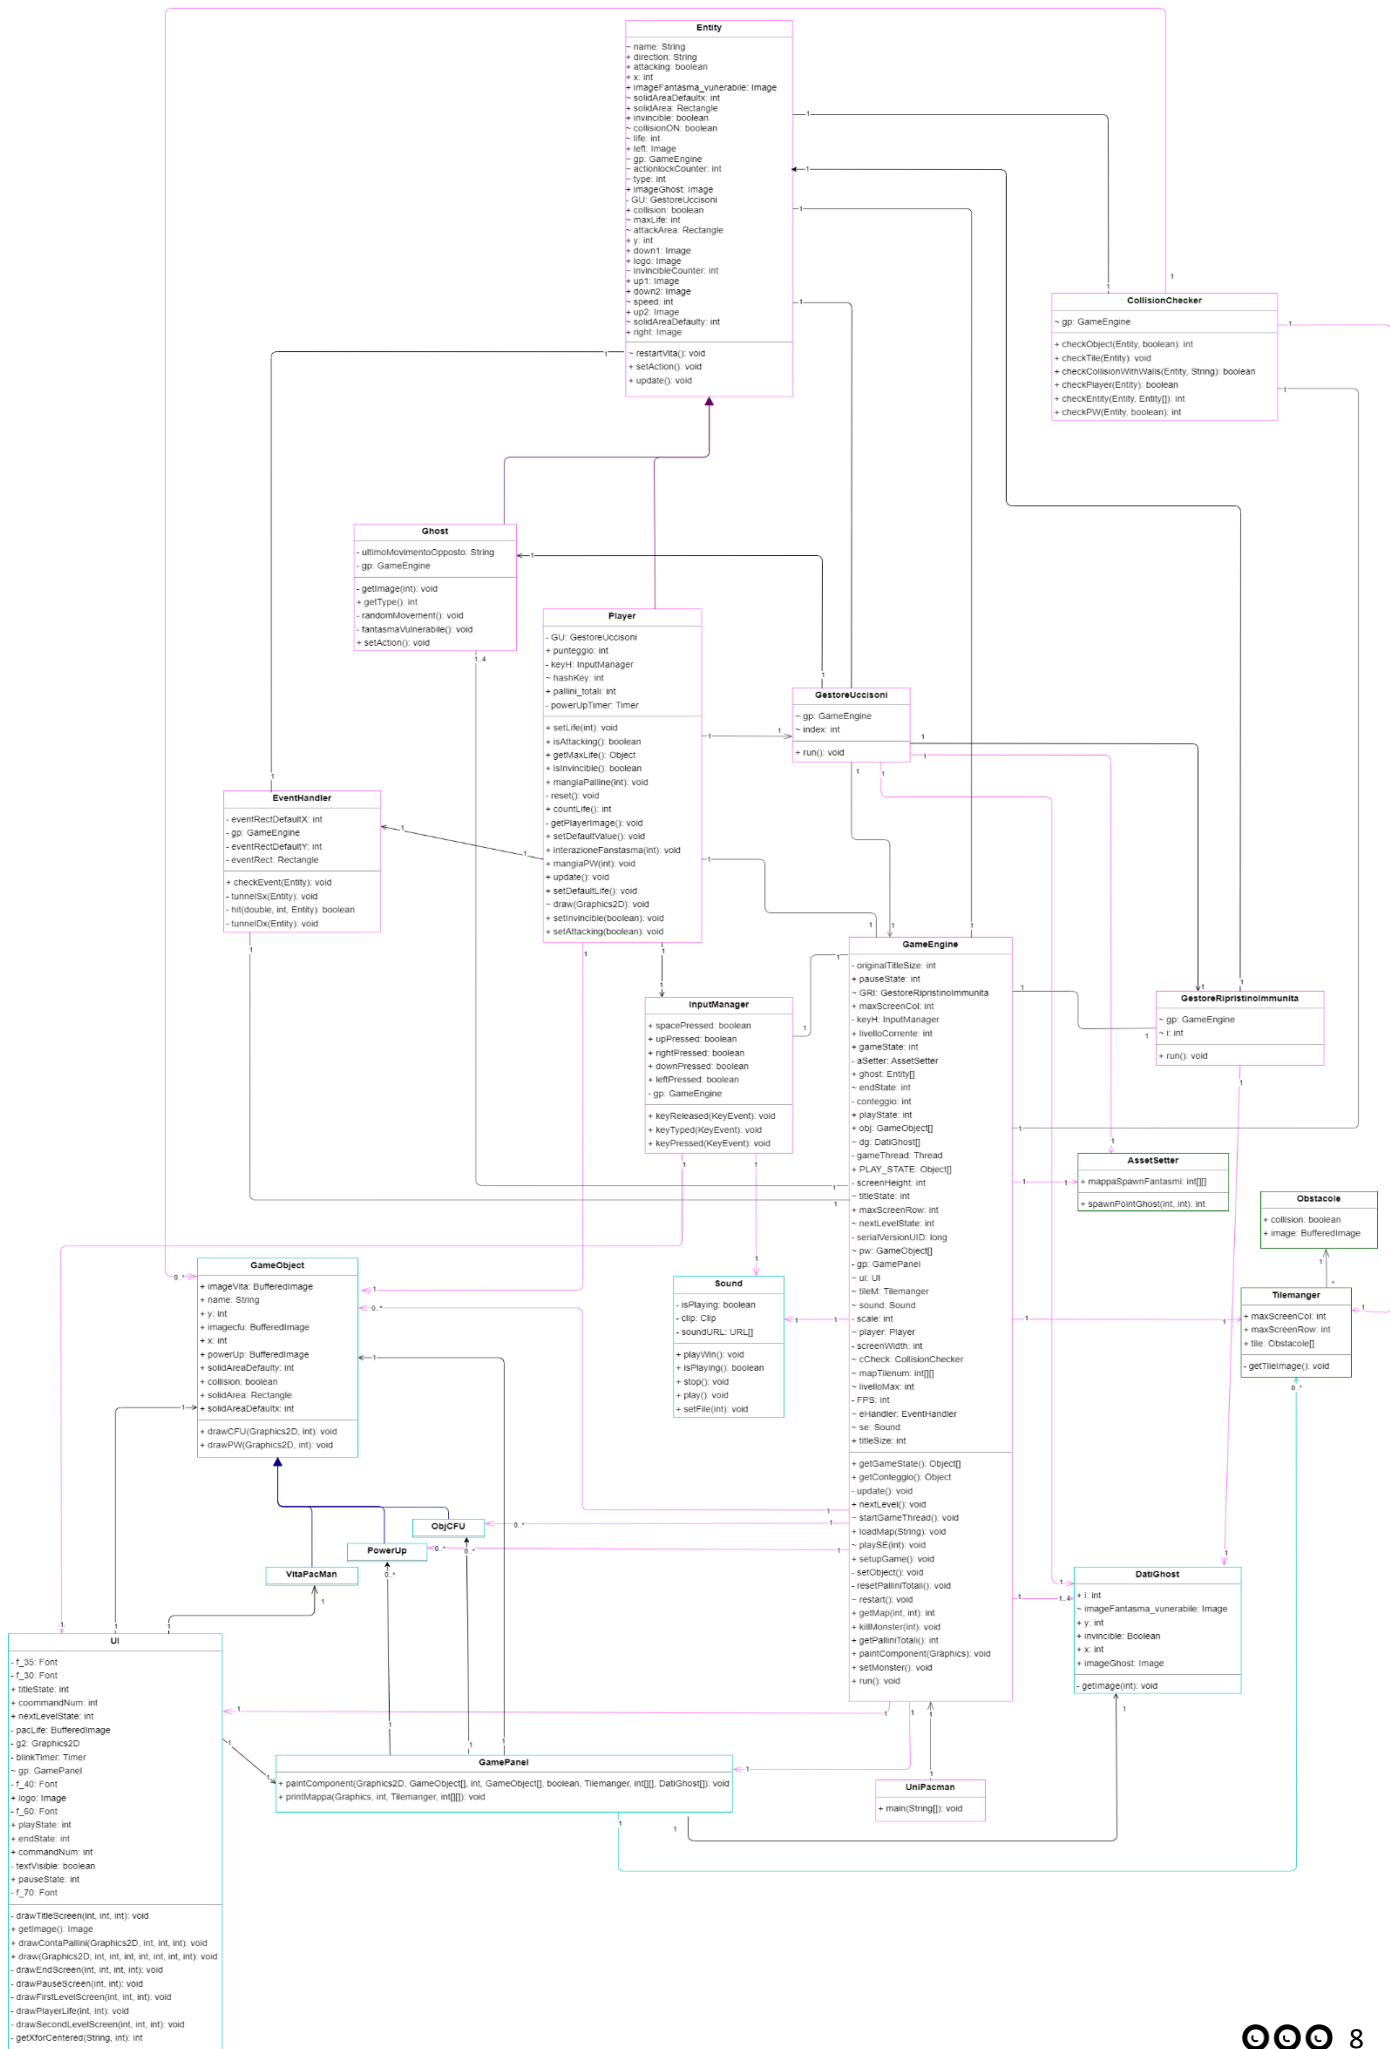 Entity
~ name: String
+ direction: String
+ attacking: boolean
+ x: int
+ imageFantasma_vunerabile: Image
~ solidAreaDefaultx: int
+ solidArea: Rectangle
+ invincible: boolean
~ collisionON: boolean
~ life: int
+ left: Image
~ gp: GameEngine
~ actionlockCounter: int
~ type: int
+ imageGhost: Image
- GU: GestoreUccisoni
+ collision: boolean
~ maxLife: int
~ attackArea: Rectangle
+ y: int
+ down1: Image
+ logo: Image
~ invincibleCounter: int
+ up1: Image
+ down2: Image
~ speed: int
+ up2: Image
~ solidAreaDefaulty: int
+ right: Image
~ restartVita(): void
+ setAction(): void
+ update(): void
CollisionChecker
~ gp: GameEngine
+ checkObject(Entity, boolean): int
+ checkTile(Entity): void
+ checkCollisionWithWalls(Entity, String): boolean
+ checkPlayer(Entity): boolean
+ checkEntity(Entity, Entity[]): int
+ checkPW(Entity, boolean): int
Ghost
- ultimoMovimentoOpposto: String
- gp: GameEngine
- getImage(int): void
+ getType(): int
- randomMovement(): void
- fantasmaVulnerabile(): void
+ setAction(): void
1..4
Player
- GU: GestoreUccisoni
+ punteggio: int
- keyH: InputManager
~ hashKey: int
+ pallini_totali: int
- powerUpTimer: Timer
+ setLife(int): void
+ isAttacking(): boolean
+ getMaxLife(): Object
+ isInvincible(): boolean
+ mangiaPalline(int): void
- reset(): void
+ countLife(): int
- getPlayerImage(): void
+ setDefaultValue(): void
+ interazioneFanstasma(int): void
+ mangiaPW(int): void
+ update(): void
+ setDefaultLife(): void
~ draw(Graphics2D): void
+ setInvincible(boolean): void
+ setAttacking(boolean): void
GestoreUccisoni
~ gp: GameEngine
~ index: int
+ run(): void
EventHandler
- eventRectDefaultX: int
- gp: GameEngine
- eventRectDefaultY: int
- eventRect: Rectangle
+ checkEvent(Entity): void
- tunnelSx(Entity): void
- hit(double, int, Entity): boolean
- tunnelDx(Entity): void
InputManager
+ spacePressed: boolean
+ upPressed: boolean
+ rightPressed: boolean
+ downPressed: boolean
+ leftPressed: boolean
- gp: GameEngine
+ keyReleased(KeyEvent): void
+ keyTyped(KeyEvent): void
+ keyPressed(KeyEvent): void
GameEngine
- originalTitleSize: int
+ pauseState: int
~ GRI: GestoreRipristinoImmunita
+ maxScreenCol: int
- keyH: InputManager
+ livelloCorrente: int
+ gameState: int
- aSetter: AssetSetter
+ ghost: Entity[]
~ endState: int
- conteggio: int
+ playState: int
+ obj: GameObject[]
~ dg: DatiGhost[]
- gameThread: Thread
+ PLAY_STATE: Object[]
- screenHeight: int
~ titleState: int
+ maxScreenRow: int
~ nextLevelState: int
- serialVersionUID: long
~ pw: GameObject[]
- gp: GamePanel
~ ui: UI
~ tileM: Tilemanger
~ sound: Sound
- scale: int
~ player: Player
- screenWidth: int
~ cCheck: CollisionChecker
~ mapTilenum: int[][]
~ livelloMax: int
- FPS: int
~ eHandler: EventHandler
~ se: Sound
+ titleSize: int
+ getGameState(): Object[]
+ getConteggio(): Object
- update(): void
+ nextLevel(): void
~ startGameThread(): void
+ loadMap(String): void
~ playSE(int): void
+ setupGame(): void
- setObject(): void
- resetPalliniTotali(): void
~ restart(): void
+ getMap(int, int): int
+ killMonster(int): void
+ getPalliniTotali(): int
+ paintComponent(Graphics): void
+ setMonster(): void
+ run(): void
GestoreRipristinoImmunita
~ gp: GameEngine
~ i: int
+ run(): void
AssetSetter
+ mappaSpawnFantasmi: int[][]
+ spawnPointGhost(int, int): int
Obstacole
+ collision: boolean
+ image: BufferedImage
Tilemanger
+ maxScreenCol: int
+ maxScreenRow: int
+ tile: Obstacole[]
- getTileImage(): void
0..*
GameObject
+ imageVita: BufferedImage
+ name: String
+ y: int
+ imagecfu: BufferedImage
+ x: int
+ powerUp: BufferedImage
+ solidAreaDefaulty: int
+ collision: boolean
+ solidArea: Rectangle
+ solidAreaDefaultx: int
+ drawCFU(Graphics2D, int): void
+ drawPW(Graphics2D, int): void
0..*
0..*
Sound
- isPlaying: boolean
- clip: Clip
- soundURL: URL[]
+ playWin(): void
+ isPlaying(): boolean
+ stop(): void
+ play(): void
+ setFile(int): void
ObjCFU
0..*
PowerUp
0..*
0..*
0..*
VitaPacMan
DatiGhost
+ i: int
~ imageFantasma_vunerabile: Image
+ y: int
+ invincible: Boolean
+ x: int
+ imageGhost: Image
- getImage(int): void
1..4
UI
- f_35: Font
- f_30: Font
+ titleState: int
+ coommandNum: int
+ nextLevelState: int
- pacLife: BufferedImage
- g2: Graphics2D
- blinkTimer: Timer
~ gp: GamePanel
- f_40: Font
+ logo: Image
- f_60: Font
+ playState: int
+ endState: int
+ commandNum: int
- textVisible: boolean
+ pauseState: int
- f_70: Font
- drawTitleScreen(int, int, int): void
+ getImage(): Image
+ drawContaPallini(Graphics2D, int, int, int): void
+ draw(Graphics2D, int, int, int, int, int, int, int): void
- drawEndScreen(int, int, int, int): void
- drawPauseScreen(int, int): void
- drawFirstLevelScreen(int, int, int): void
- drawPlayerLife(int, int): void
- drawSecondLevelScreen(int, int, int): void
- getXforCentered(String, int): int
GamePanel
+ paintComponent(Graphics2D, GameObject[], int, GameObject[], boolean, Tilemanger, int[][], DatiGhost[]): void
+ printMappa(Graphics, int, Tilemanger, int[][]): void
UniPacman
+ main(String[]): void
8